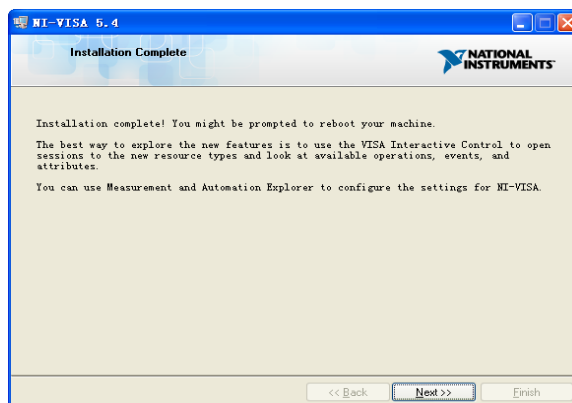 NI-VISA 5.4
Installation Complete
NATIONAL
INSTRUMENTS™
Installation complete! You might be prompted to reboot your machine.
The best way to explore the new features is to use the VISA Interactive Control to open
sessions to the new resource types and look at available operations, events, and
attributes.
You can use Measurement and Automation Explorer to configure the settings for NI-VISA.
<< Back
Next >>
Finish